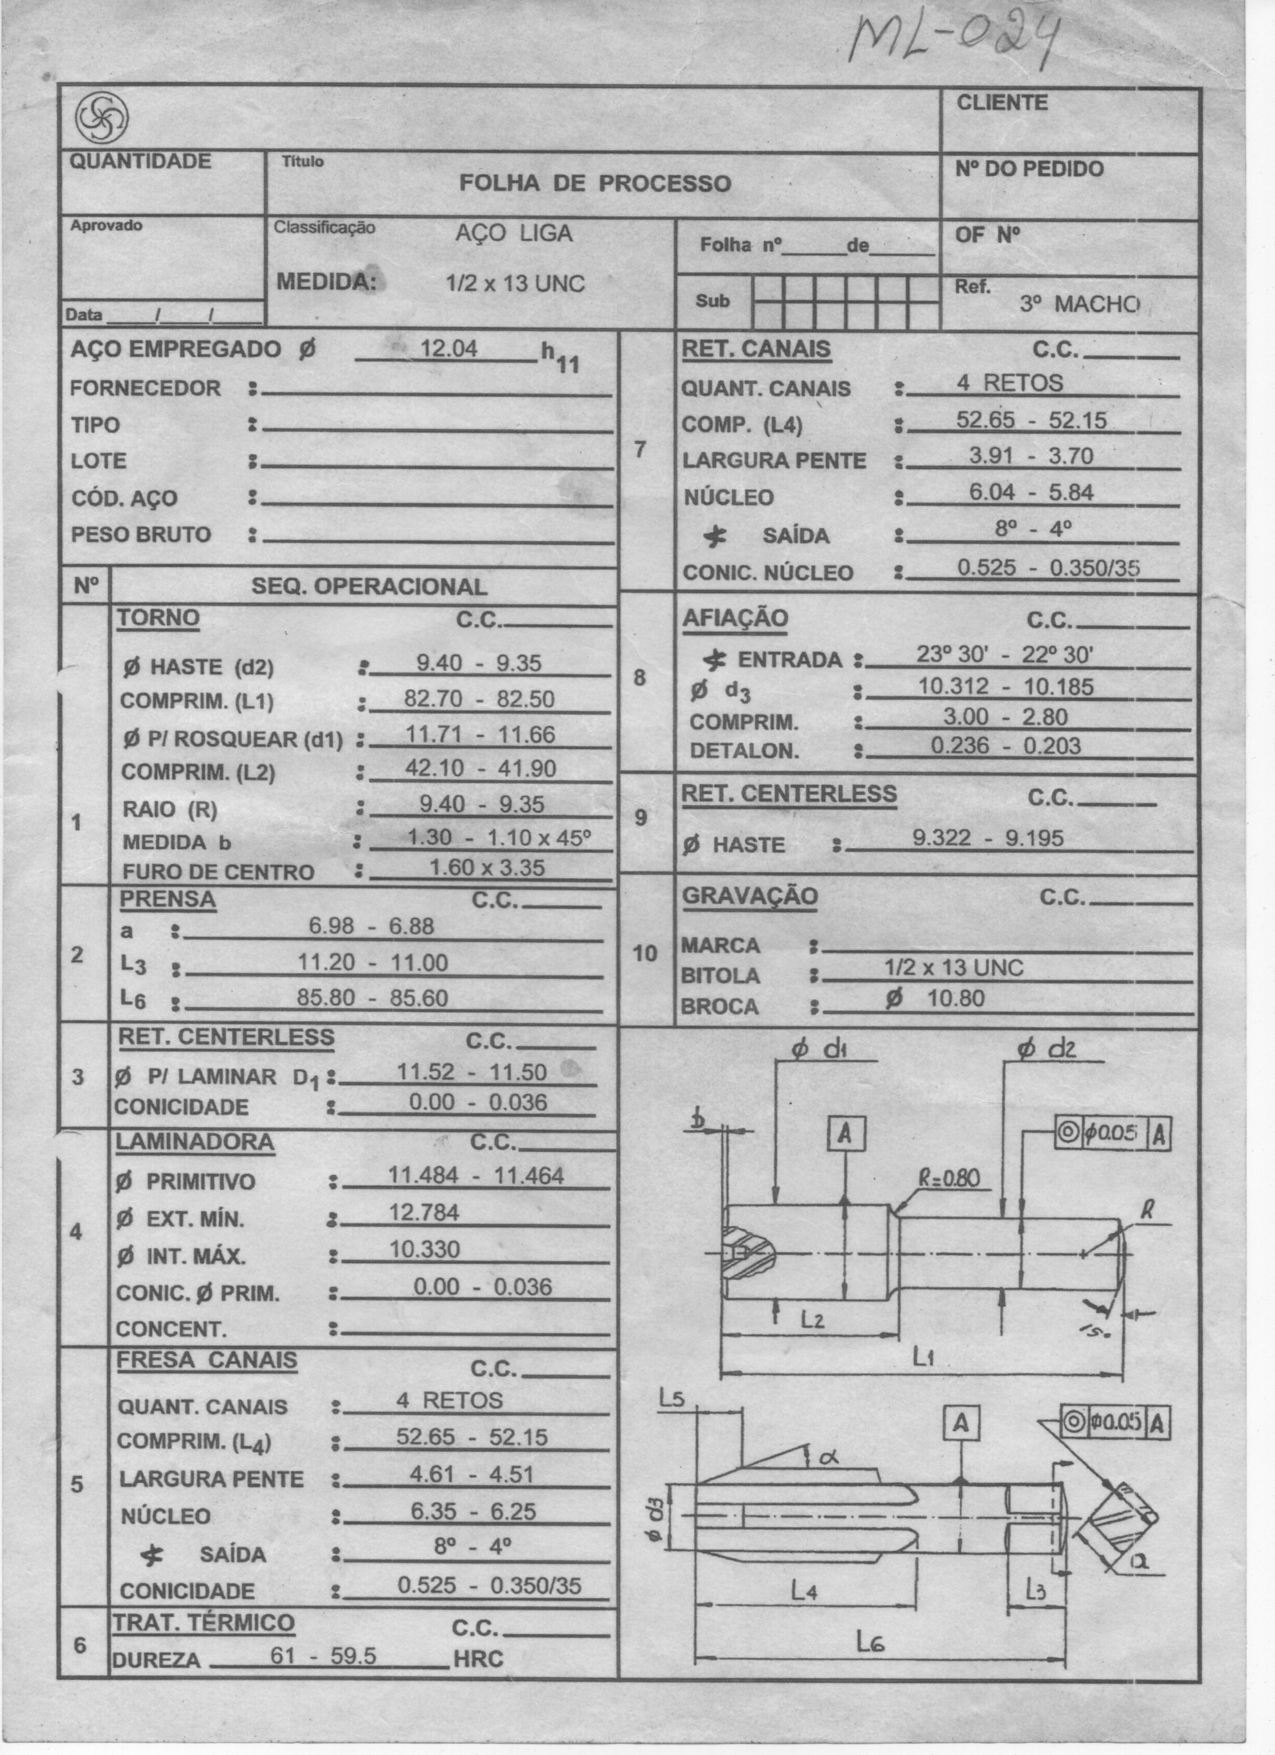 ML-024
CLIENTE
QUANTIDADE
Título
FOLHA DE PROCESSO
Nº DO PEDIDO
Aprovado
Classificação AÇO LIGA
MEDIDA: 1/2 x 13 UNC
Folha nº______de______
OF Nº
Data ____/____/____
Sub
Ref. 3º MACHO
AÇO EMPREGADO Ø 12.04 h11
FORNECEDOR :
TIPO :
LOTE :
CÓD. AÇO :
PESO BRUTO :
Nº SEQ. OPERACIONAL
1
TORNO C.C.
Ø HASTE (d2) : 9.40 - 9.35
COMPRIM. (L1) : 82.70 - 82.50
Ø P/ ROSQUEAR (d1) : 11.71 - 11.66
COMPRIM. (L2) : 42.10 - 41.90
RAIO (R) : 9.40 - 9.35
MEDIDA b : 1.30 - 1.10 x 45º
FURO DE CENTRO : 1.60 x 3.35
2
PRENSA C.C.
a : 6.98 - 6.88
L3 : 11.20 - 11.00
L6 : 85.80 - 85.60
3
RET. CENTERLESS C.C.
Ø P/ LAMINAR D1 : 11.52 - 11.50
CONICIDADE : 0.00 - 0.036
4
LAMINADORA C.C.
Ø PRIMITIVO : 11.484 - 11.464
Ø EXT. MÍN. : 12.784
Ø INT. MÁX. : 10.330
CONIC. Ø PRIM. : 0.00 - 0.036
CONCENT. :
5
FRESA CANAIS C.C.
QUANT. CANAIS : 4 RETOS
COMPRIM. (L4) : 52.65 - 52.15
LARGURA PENTE : 4.61 - 4.51
NÚCLEO : 6.35 - 6.25
SAÍDA : 8º - 4º
CONICIDADE : 0.525 - 0.350/35
6
TRAT. TÉRMICO C.C.
DUREZA 61 - 59.5 HRC
7
RET. CANAIS C.C.
QUANT. CANAIS : 4 RETOS
COMP. (L4) : 52.65 - 52.15
LARGURA PENTE : 3.91 - 3.70
NÚCLEO : 6.04 - 5.84
SAÍDA : 8º - 4º
CONIC. NÚCLEO : 0.525 - 0.350/35
8
AFIAÇÃO C.C.
ENTRADA : 23º 30' - 22º 30'
Ø d3 : 10.312 - 10.185
COMPRIM. : 3.00 - 2.80
DETALON. : 0.236 - 0.203
9
RET. CENTERLESS C.C.
Ø HASTE : 9.322 - 9.195
10
GRAVAÇÃO C.C.
MARCA :
BITOLA : 1/2 x 13 UNC
BROCA : Ø 10.80
Ø d1 Ø d2
b A ◎ Ø0.05 A
R=0.80 R
L2 15°
L1
L5 A ◎ Ø0.05 A
α
Ø d3
a
L4 L3
L6